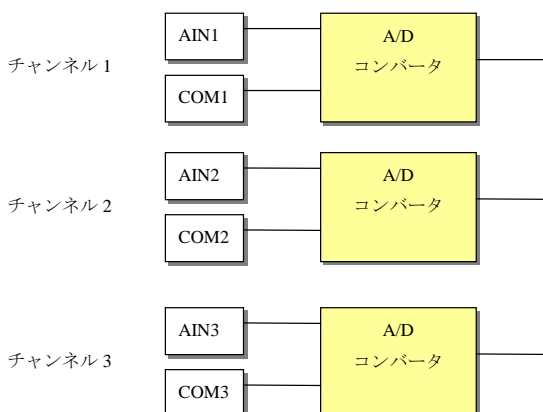 AIN1
A/D
チャンネル 1
コンバータ
COM1
AIN2
A/D
チャンネル 2
コンバータ
COM2
AIN3
A/D
チャンネル 3
コンバータ
COM3